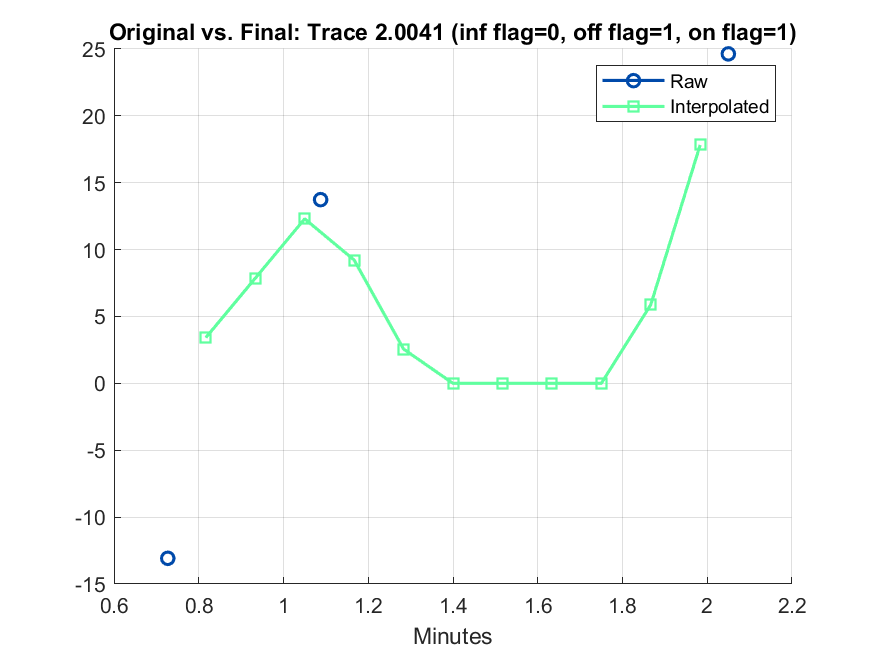 Original vs. Final: Trace 2.0041 (inf flag=0, off flag=1, on flag=1)
25
20
15
10
5
0
-5
-10
-15
Raw
Interpolated
0.6 0.8 1 1.2 1.4 1.6 1.8 2 2.2
Minutes